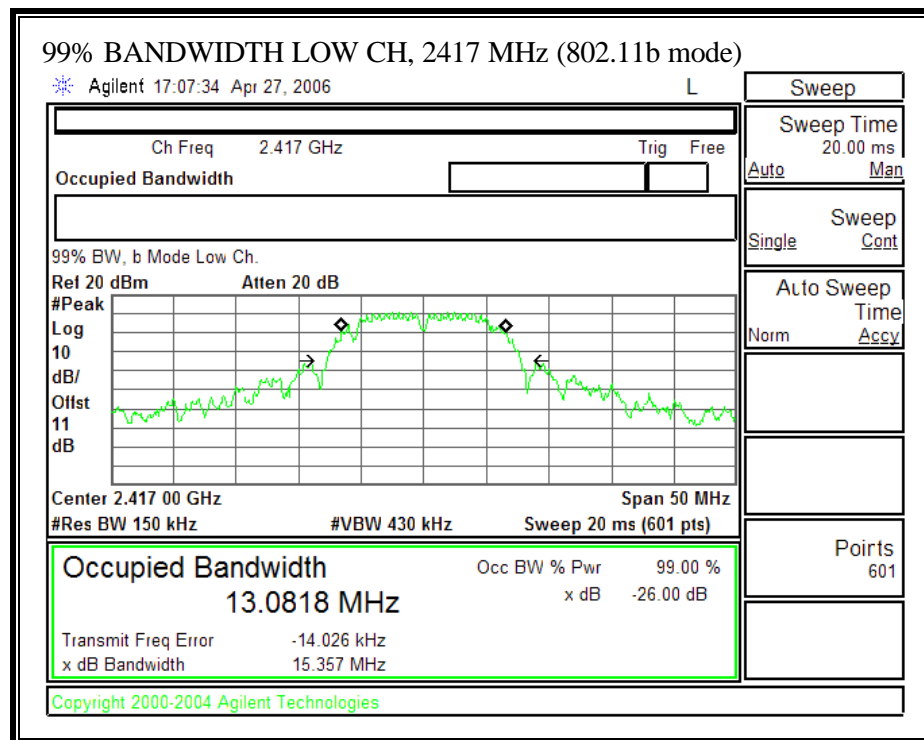 99% BANDWIDTH LOW CH, 2417 MHz (802.11b mode)
Agilent 17:07:34 Apr 27, 2006 L
Sweep
Ch Freq 2.417 GHz Trig Free
Occupied Bandwidth
Sweep Time
20.00 ms
Auto Man
Sweep
Single Cont
99% BW, b Mode Low Ch.
Ref 20 dBm Atten 20 dB
#Peak
Log
10
dB/
Offst
11
dB
Auto Sweep
Time
Norm Accy
Center 2.417 00 GHz Span 50 MHz
#Res BW 150 kHz #VBW 430 kHz Sweep 20 ms (601 pts)
Occupied Bandwidth
13.0818 MHz
Occ BW % Pwr 99.00 %
x dB -26.00 dB
Transmit Freq Error -14.026 kHz
x dB Bandwidth 15.357 MHz
Points
601
Copyright 2000-2004 Agilent Technologies